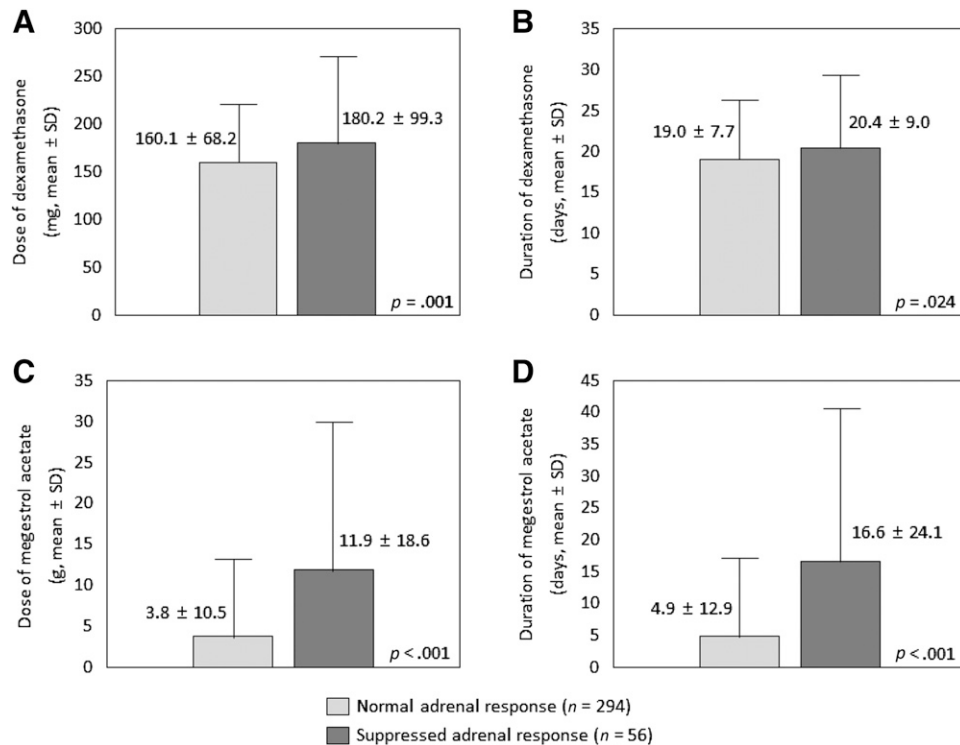 A
Dose of dexamethasone
(mg, mean ± SD)
300
250
200
150
100
50
0
160.1 ± 68.2
180.2 ± 99.3
p = .001
B
Duration of dexamethasone
(days, mean ± SD)
35
30
25
20
15
10
5
0
19.0 ± 7.7
20.4 ± 9.0
p = .024
C
Dose of megestrol acetate
(g, mean ± SD)
35
30
25
20
15
10
5
0
3.8 ± 10.5
11.9 ± 18.6
p < .001
D
Duration of megestrol acetate
(days, mean ± SD)
45
40
35
30
25
20
15
10
5
0
4.9 ± 12.9
16.6 ± 24.1
p < .001
Normal adrenal response (n = 294)
Suppressed adrenal response (n = 56)